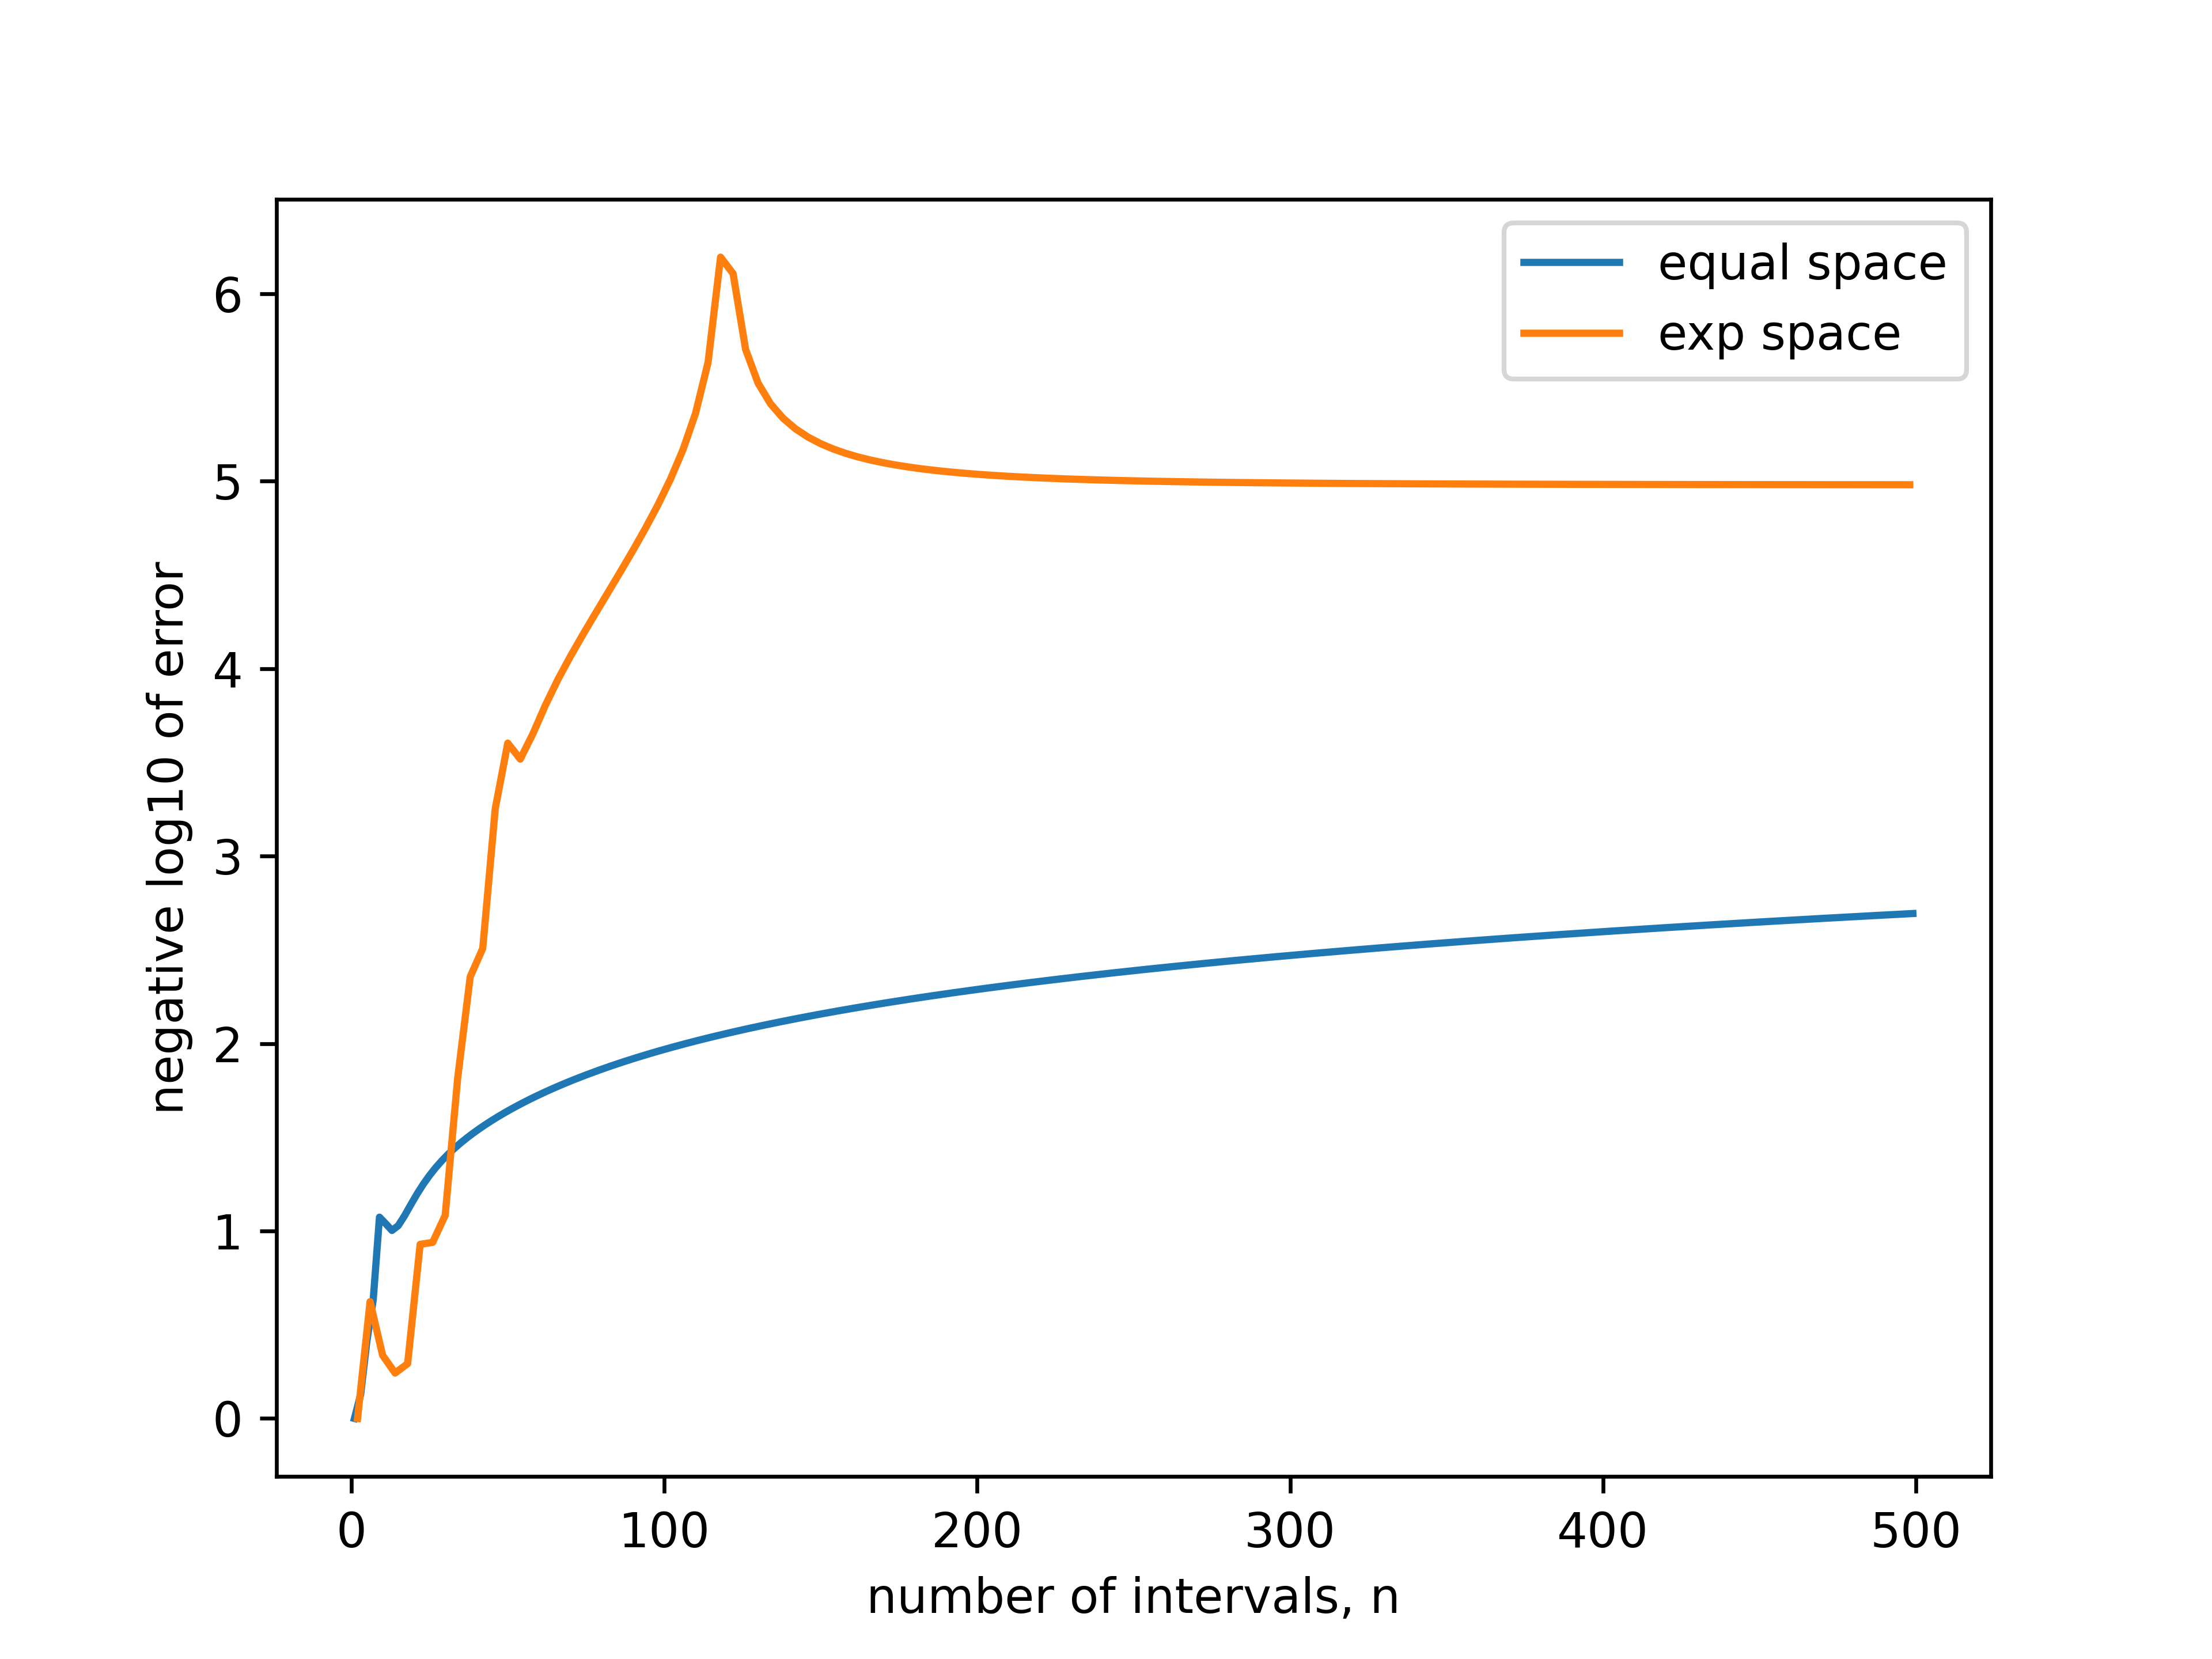 equal space
exp space
6
5
4
3
2
1
0
negative log10 of error
0 100 200 300 400 500
number of intervals, n